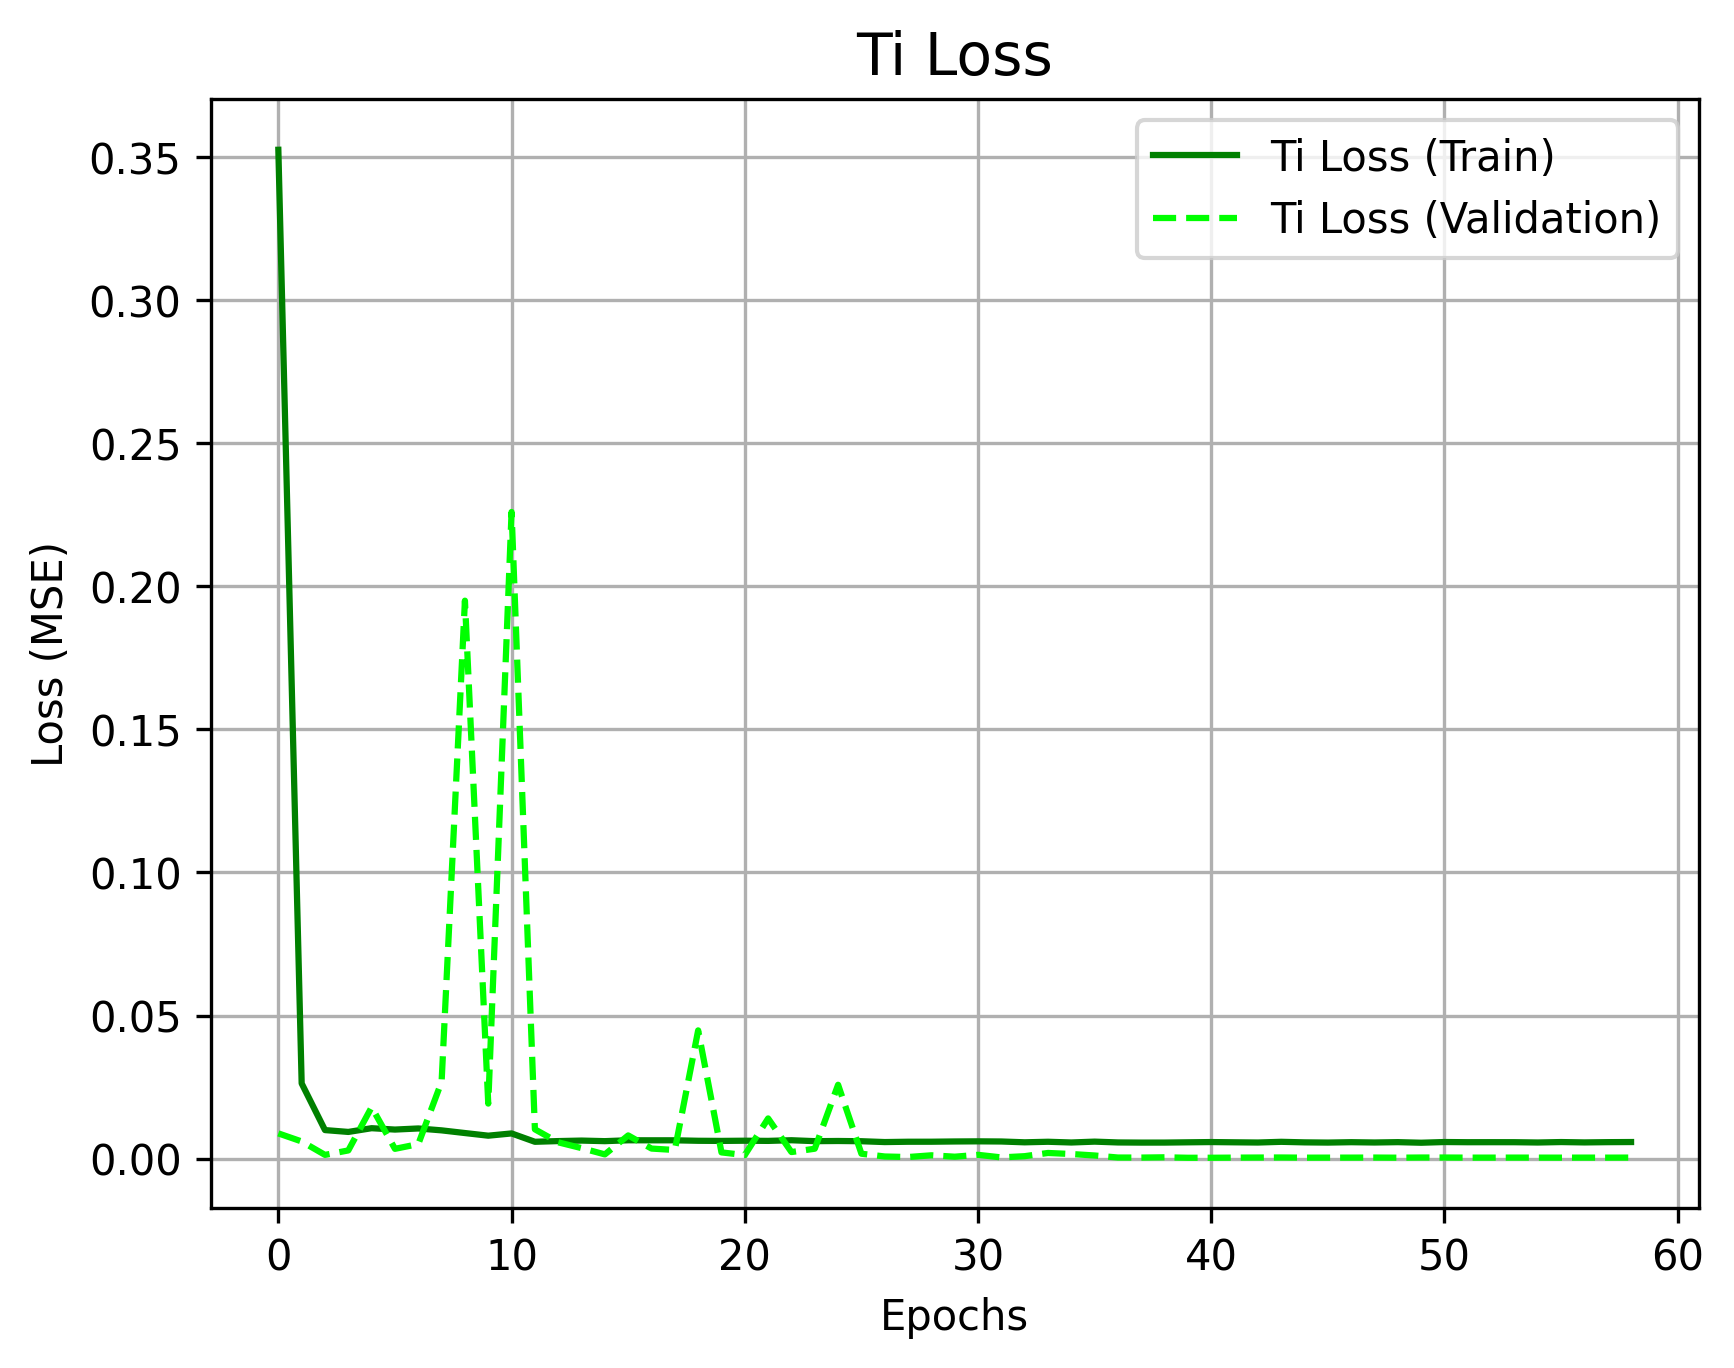 Ti Loss
Ti Loss (Train)
Ti Loss (Validation)
Loss (MSE)
0.35
0.30
0.25
0.20
0.15
0.10
0.05
0.00
0 10 20 30 40 50 60
Epochs